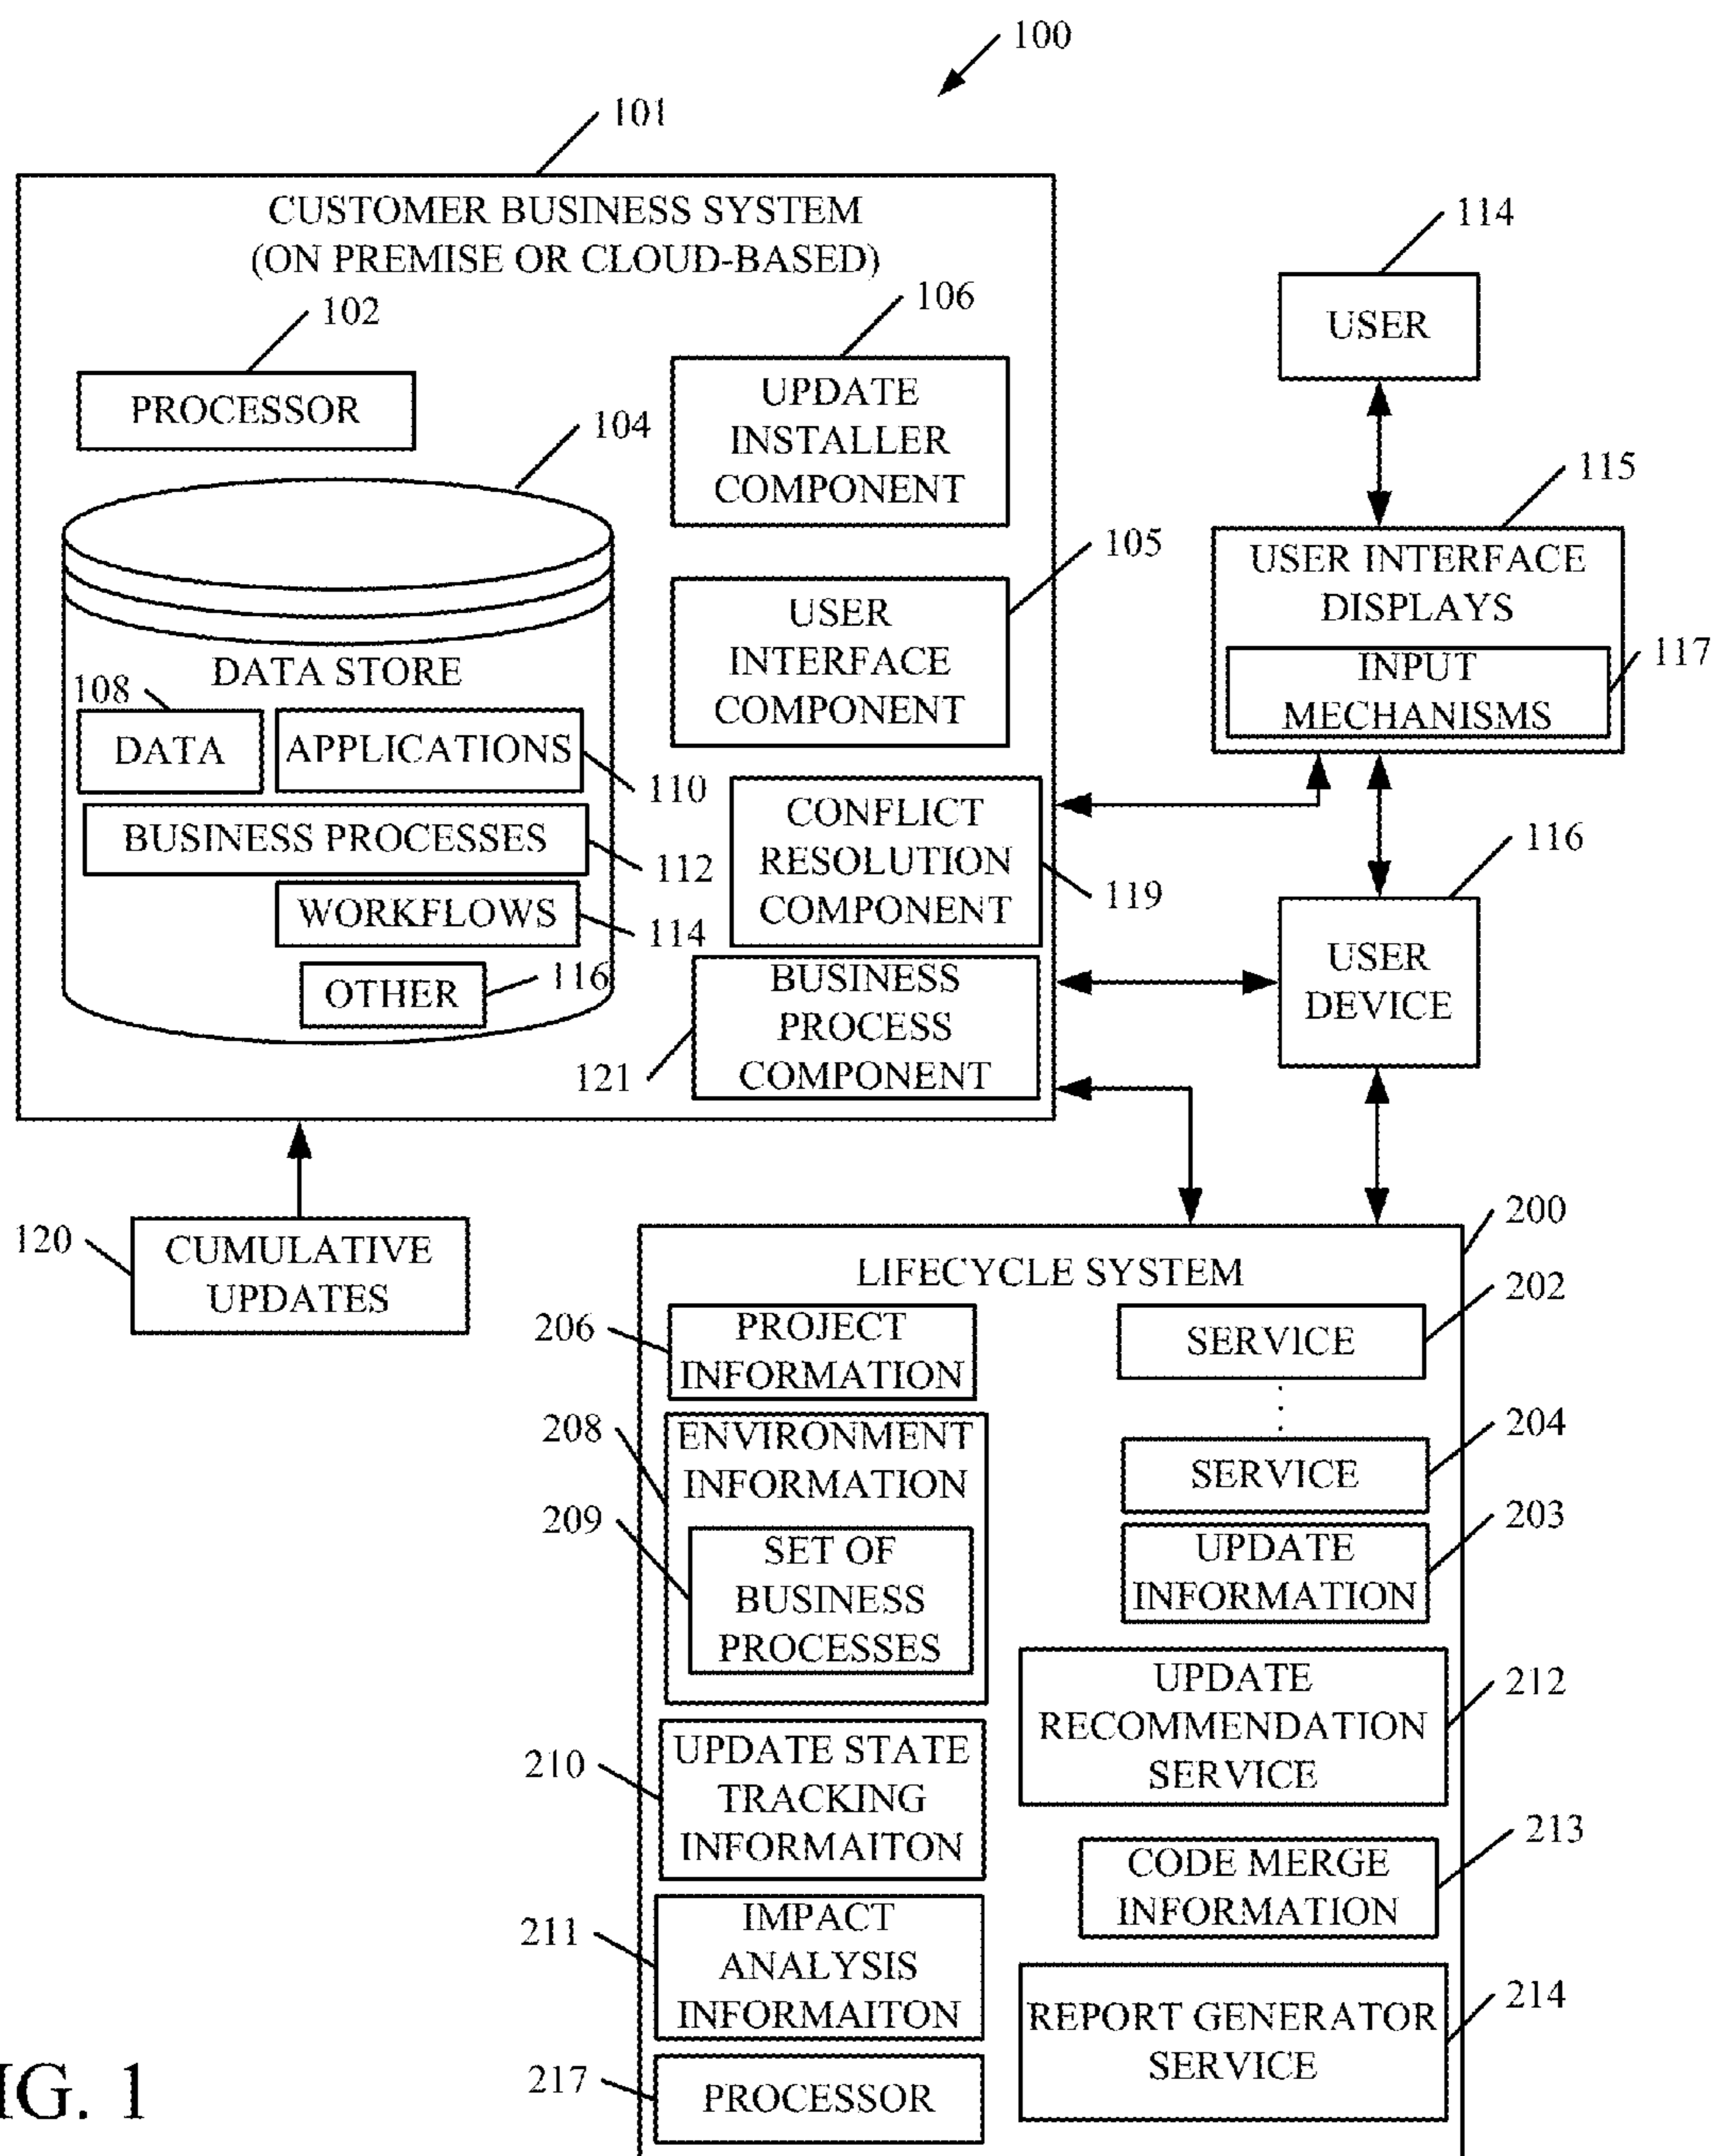 100
101
CUSTOMER BUSINESS SYSTEM
(ON PREMISE OR CLOUD-BASED)
102
PROCESSOR
104
DATA STORE
108
DATA
APPLICATIONS
110
BUSINESS PROCESSES
112
WORKFLOWS
114
OTHER
116
106
UPDATE
INSTALLER
COMPONENT
105
USER
INTERFACE
COMPONENT
CONFLICT
RESOLUTION
COMPONENT
119
BUSINESS
PROCESS
COMPONENT
121
114
USER
115
USER INTERFACE
DISPLAYS
INPUT
MECHANISMS
117
116
USER
DEVICE
120
CUMULATIVE
UPDATES
200
LIFECYCLE SYSTEM
206
PROJECT
INFORMATION
208
ENVIRONMENT
INFORMATION
209
SET OF
BUSINESS
PROCESSES
210
UPDATE STATE
TRACKING
INFORMAITON
211
IMPACT
ANALYSIS
INFORMAITON
217
PROCESSOR
202
SERVICE
204
SERVICE
203
UPDATE
INFORMATION
212
UPDATE
RECOMMENDATION
SERVICE
213
CODE MERGE
INFORMATION
214
REPORT GENERATOR
SERVICE
IG. 1